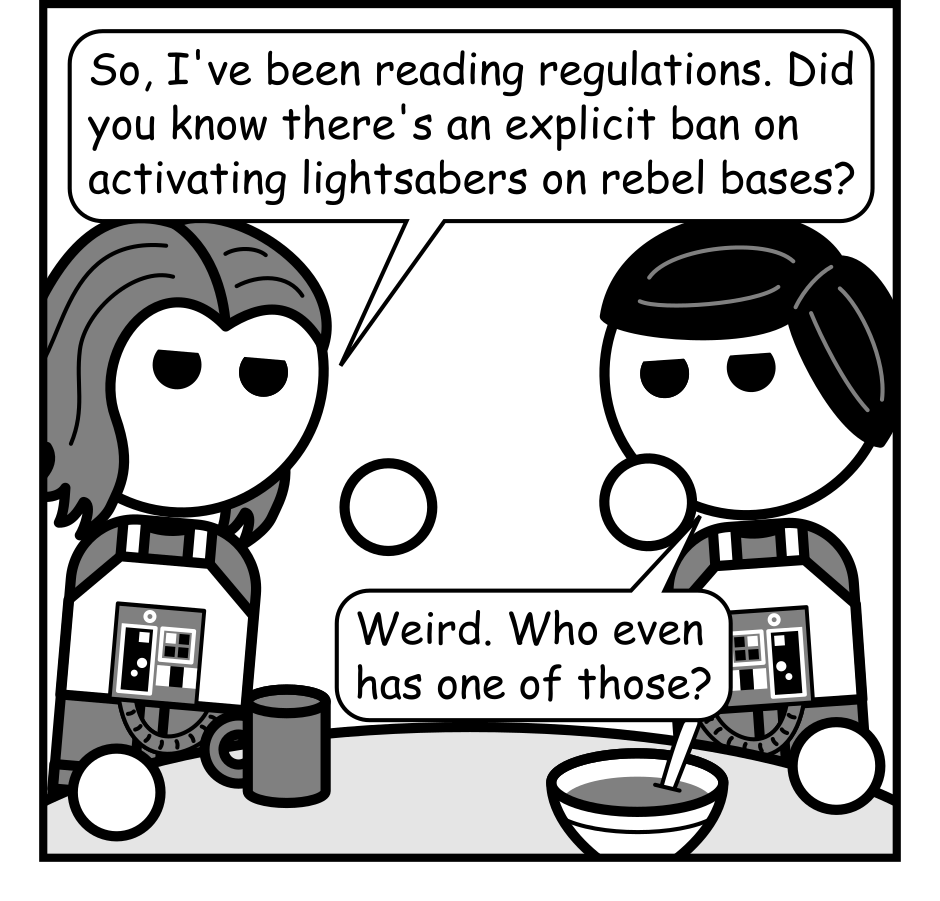 So, I've been reading regulations. Did
you know there's an explicit ban on
activating lightsabers on rebel bases?
Weird. Who even
has one of those?